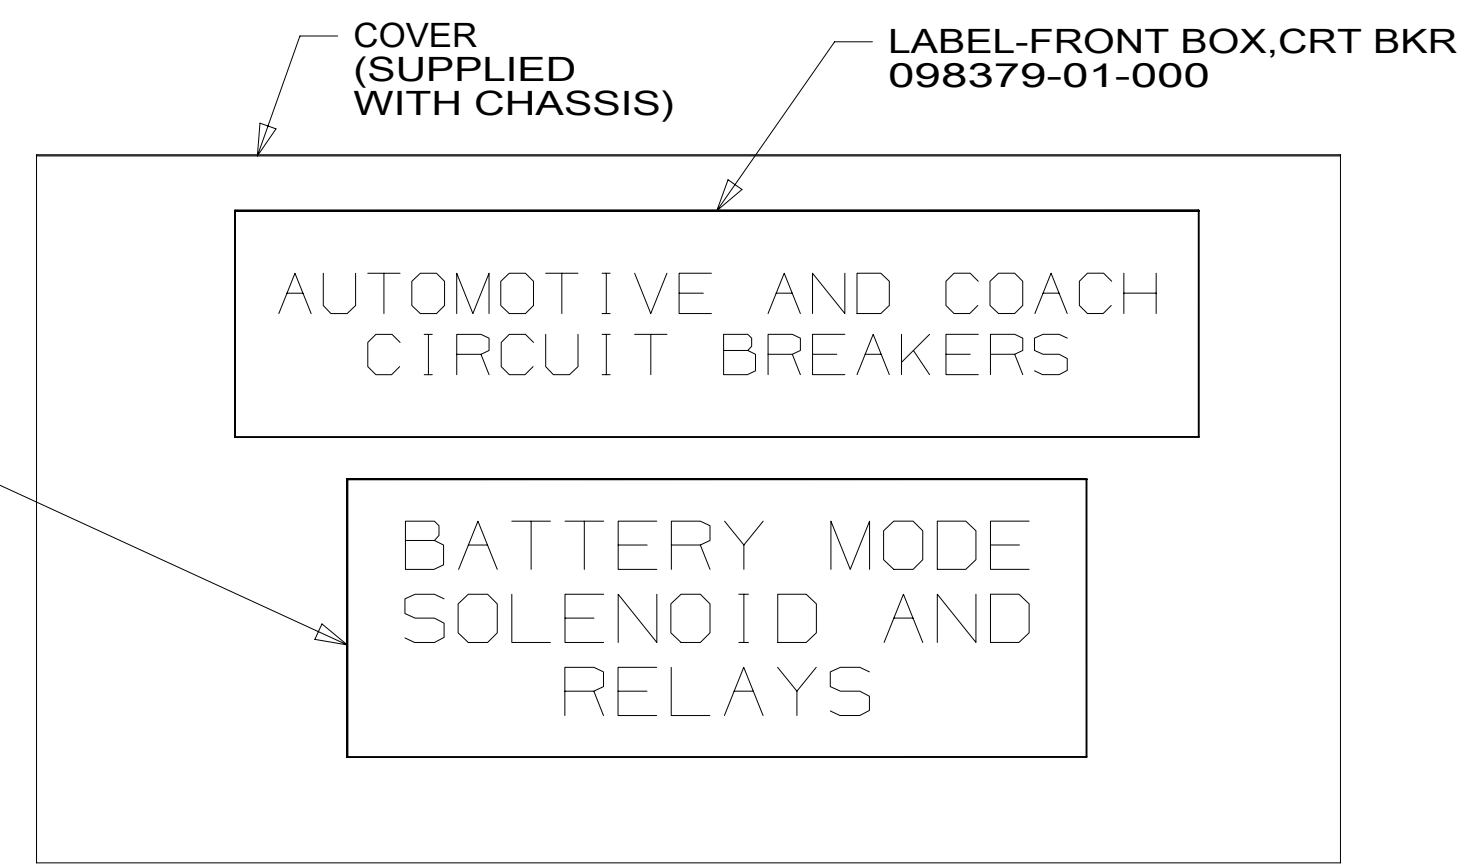 COVER
(SUPPLIED
WITH CHASSIS)
LABEL-FRONT BOX,CRT BKR
098379-01-000
AUTOMOTIVE AND COACH
CIRCUIT BREAKERS
BATTERY MODE
SOLENOID AND
RELAYS